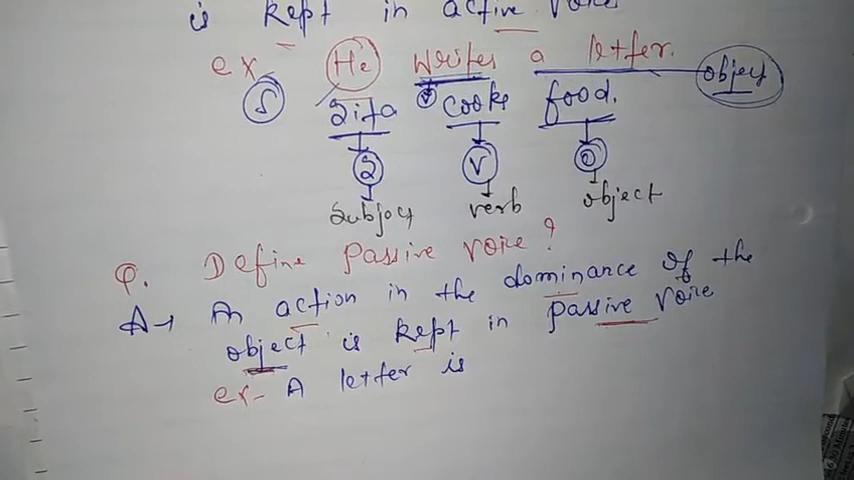 is kept in active voice
ex- He writes a letter. object
S V
Sita cooks food.
S V O
subject verb object
Q. Define passive voice?
A→ An action in the dominance of the
object is kept in passive voice
ex- A letter is